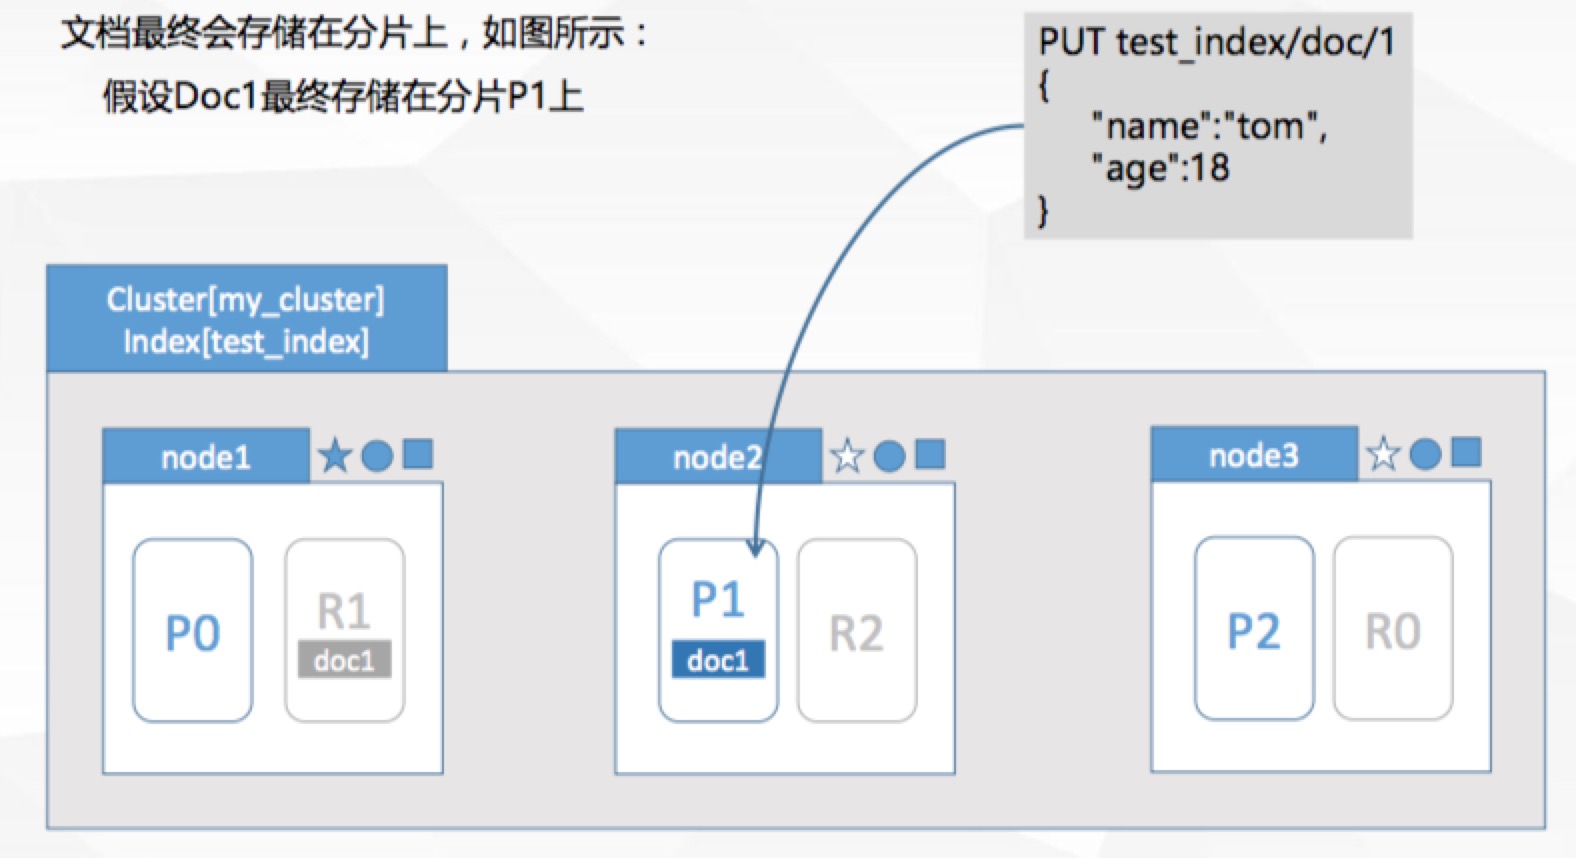 文档最终会存储在分片上，如图所示：
假设Doc1最终存储在分片P1上
PUT test_index/doc/1
{
"name":"tom",
"age":18
}
Cluster[my_cluster]
Index[test_index]
node1
node2
node3
P0
R1
doc1
P1
doc1
R2
P2
R0